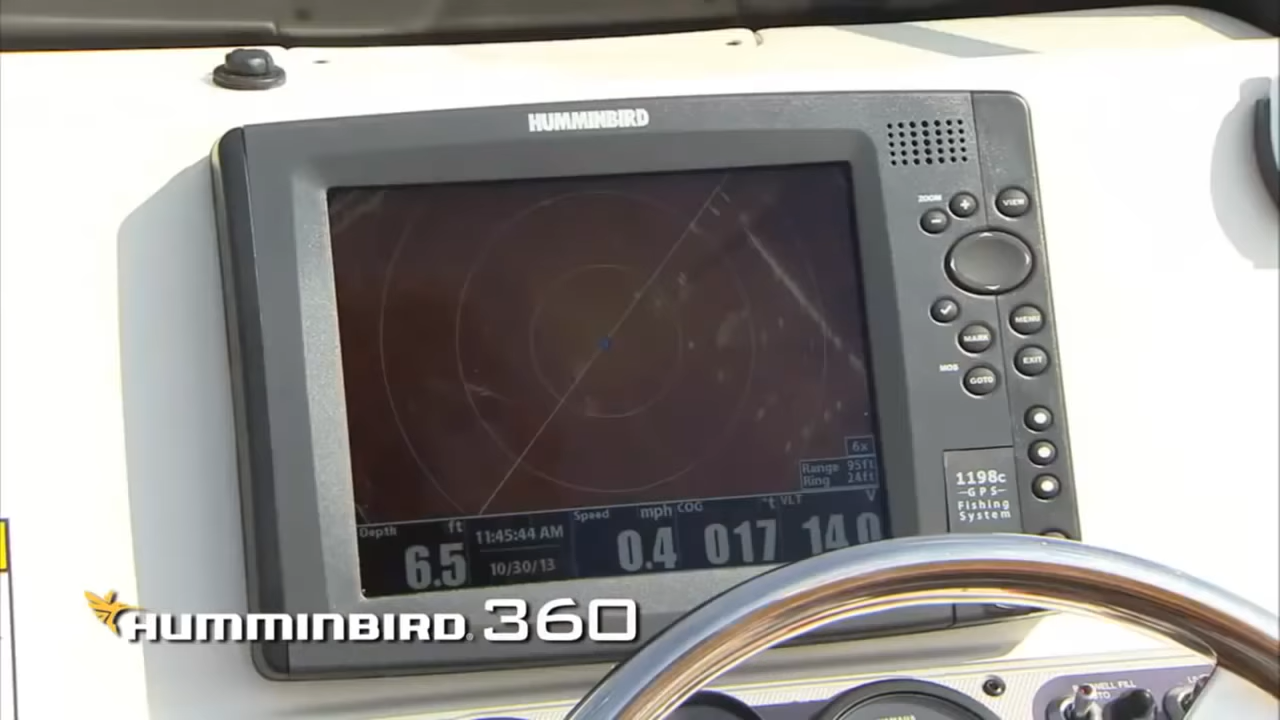 HUMMINBIRD
ZOOM
+
-
VIEW
MENU
MARK
EXIT
MOB
GOTO
6x
Range 95ft
Ring 24ft
1198c
GPS
Fishing
System
Depth ft
6.5
11:45:44 AM
10/30/13
Speed mph
0.4
COG °t
017
VLT V
14.0
HUMMINBIRD® 360
WELL FILL